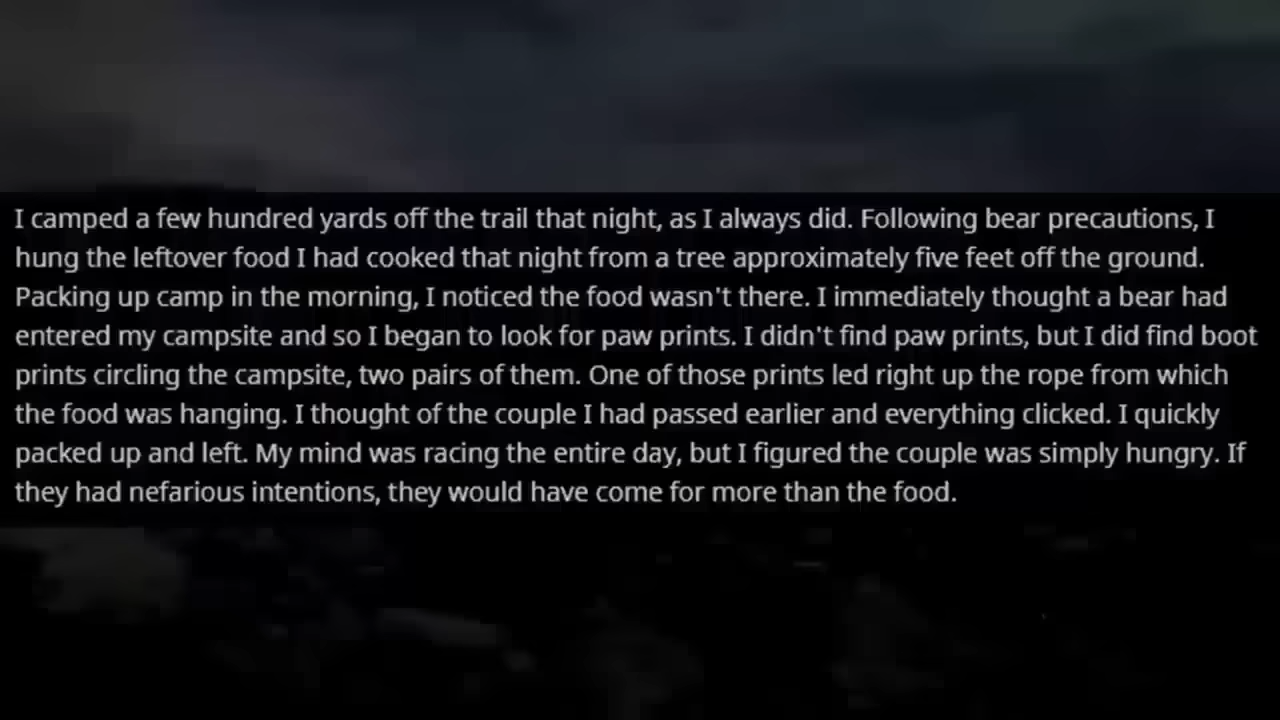 I camped a few hundred yards off the trail that night, as I always did. Following bear precautions, I
hung the leftover food I had cooked that night from a tree approximately five feet off the ground.
Packing up camp in the morning, I noticed the food wasn't there. I immediately thought a bear had
entered my campsite and so I began to look for paw prints. I didn't find paw prints, but I did find boot
prints circling the campsite, two pairs of them. One of those prints led right up the rope from which
the food was hanging. I thought of the couple I had passed earlier and everything clicked. I quickly
packed up and left. My mind was racing the entire day, but I figured the couple was simply hungry. If
they had nefarious intentions, they would have come for more than the food.